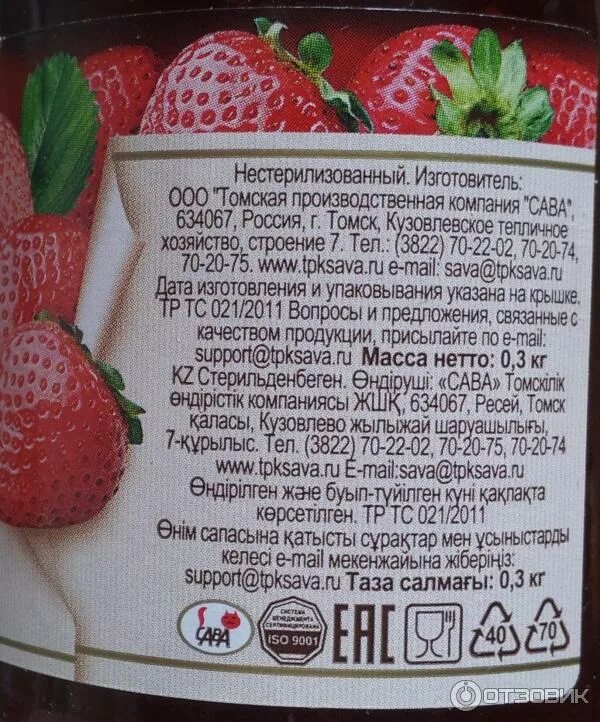 Нестерилизованный. Изготовитель:
ООО "Томская производственная компания "САВА",
634067, Россия, г. Томск, Кузовлевское тепличное
хозяйство, строение 7. Тел.: (3822) 70-22-02, 70-20-74,
70-20-75. www.tpksava.ru e-mail: sava@tpksava.ru
Дата изготовления и упаковывания указана на крышке.
ТР ТС 021/2011 Вопросы и предложения, связанные с
качеством продукции, присылайте по e-mail:
support@tpksava.ru Масса нетто: 0,3 кг
KZ Стерильденбеген. Өндіруші: «САВА» Томскілік
өндірістік компаниясы ЖШҚ, 634067, Ресей, Томск
қаласы, Кузовлево жылыжай шаруашылығы,
7-құрылыс. Тел. (3822) 70-22-02, 70-20-75, 70-20-74
www.tpksava.ru E-mail:sava@tpksava.ru
Өндірілген және буып-түйілген күні қақпақта
көрсетілген. ТР ТС 021/2011
Өнім сапасына қатысты сұрақтар мен ұсыныстарды
келесі e-mail мекенжайына жіберіңіз:
support@tpksava.ru Таза салмағы: 0,3 кг
САВА
СИСТЕМА
МЕНЕДЖМЕНТА
СЕРТИФИЦИРОВАНА
ISO 9001
EAC
40
70
ОТЗОВИК